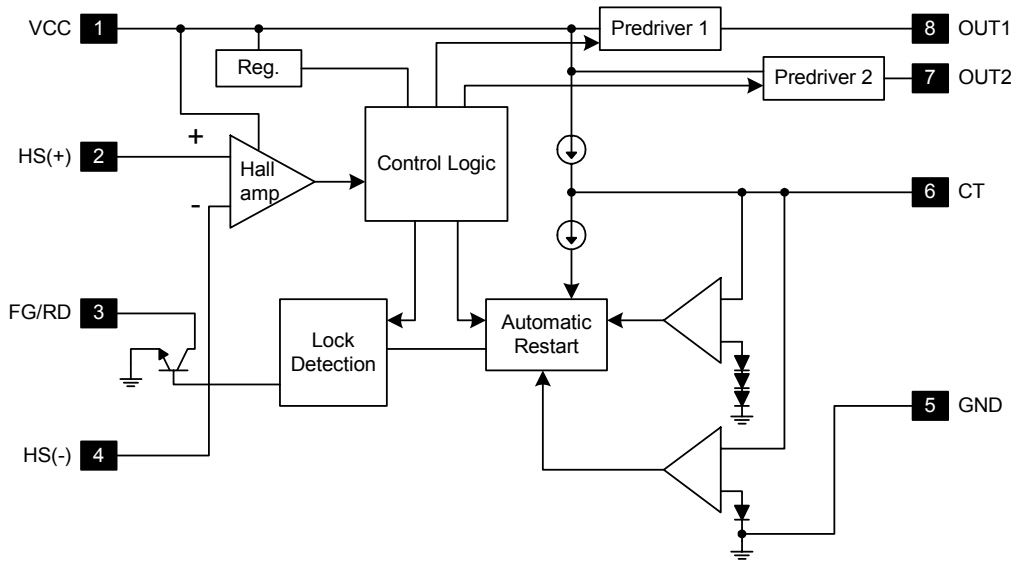 VCC 1
Predriver 1
8 OUT1
Reg.
Predriver 2
7 OUT2
+
HS(+) 2
Hall
amp
Control Logic
-
6 CT
FG/RD 3
Lock
Detection
Automatic
Restart
5 GND
HS(-) 4